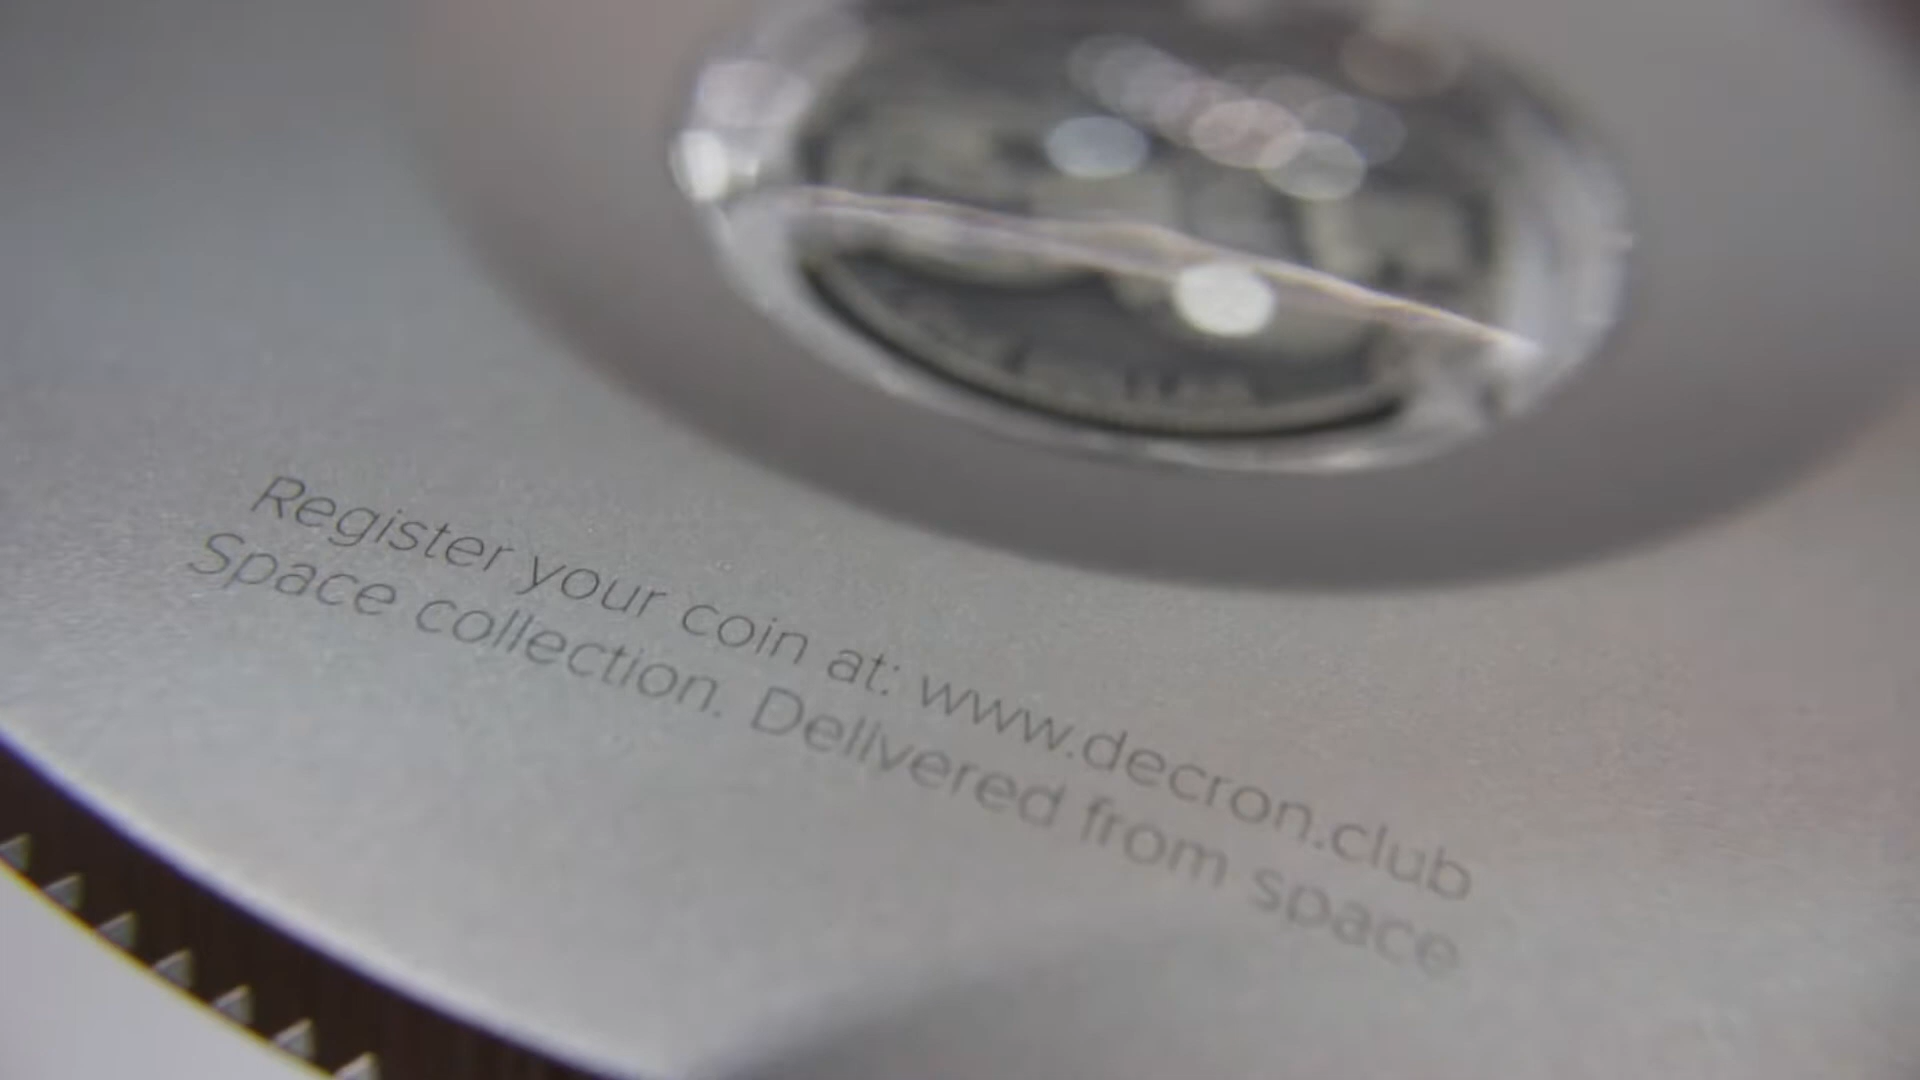 Register your coin at: www.decron.club
Space collection. Delivered from space